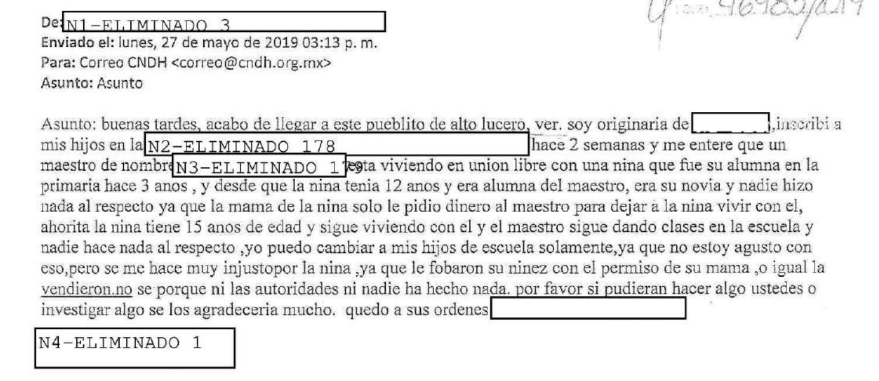 De: N1-ELIMINADO 3
Enviado el: lunes, 27 de mayo de 2019 03:13 p. m.
Para: Correo CNDH <correo@cndh.org.mx>
Asunto: Asunto
Asunto: buenas tardes, acabo de llegar a este pueblito de alto lucero, ver. soy originaria de ,inscribi a
mis hijos en la N2-ELIMINADO 178 hace 2 semanas y me entere que un
maestro de nombre N3-ELIMINADO 179 esta viviendo en union libre con una nina que fue su alumna en la
primaria hace 3 anos , y desde que la nina tenia 12 anos y era alumna del maestro, era su novia y nadie hizo
nada al respecto ya que la mama de la nina solo le pidio dinero al maestro para dejar a la nina vivir con el,
ahorita la nina tiene 15 anos de edad y sigue viviendo con el y el maestro sigue dando clases en la escuela y
nadie hace nada al respecto ,yo puedo cambiar a mis hijos de escuela solamente,ya que no estoy agusto con
eso,pero se me hace muy injustopor la nina ,ya que le fobaron su ninez con el permiso de su mama ,o igual la
vendieron.no se porque ni las autoridades ni nadie ha hecho nada. por favor si pudieran hacer algo ustedes o
investigar algo se los agradeceria mucho. quedo a sus ordenes
N4-ELIMINADO 1